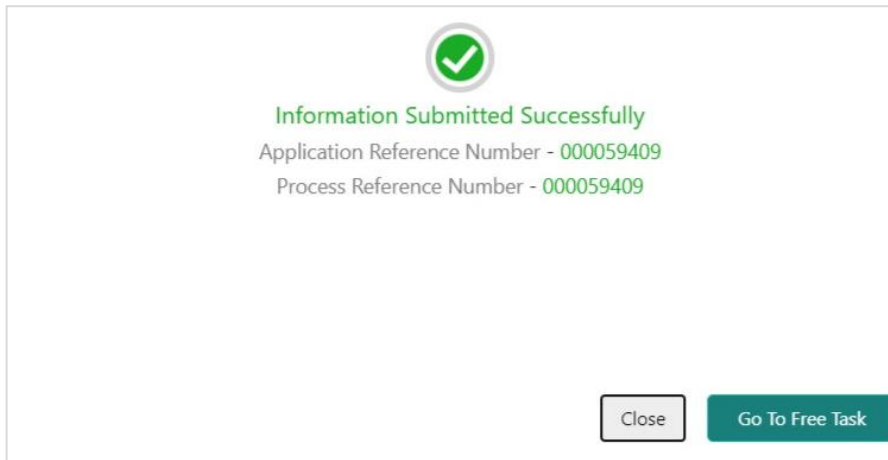 Information Submitted Successfully
Application Reference Number - 000059409
Process Reference Number - 000059409
Close
Go To Free Task